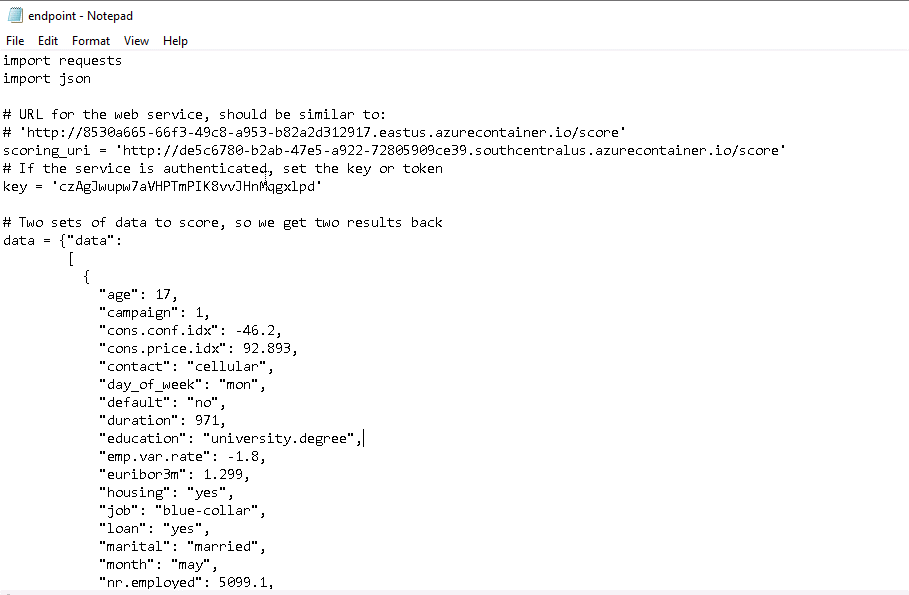 endpoint - Notepad
File Edit Format View Help
import requests
import json
# URL for the web service, should be similar to:
# 'http://8530a665-66f3-49c8-a953-b82a2d312917.eastus.azurecontainer.io/score'
scoring_uri = 'http://de5c6780-b2ab-47e5-a922-72805909ce39.southcentralus.azurecontainer.io/score'
# If the service is authenticated, set the key or token
key = 'czAgJwupw7aVHPTmPIK8vvJHnMqgxlpd'
# Two sets of data to score, so we get two results back
data = {"data":
[
{
"age": 17,
"campaign": 1,
"cons.conf.idx": -46.2,
"cons.price.idx": 92.893,
"contact": "cellular",
"day_of_week": "mon",
"default": "no",
"duration": 971,
"education": "university.degree",
"emp.var.rate": -1.8,
"euribor3m": 1.299,
"housing": "yes",
"job": "blue-collar",
"loan": "yes",
"marital": "married",
"month": "may",
"nr.employed": 5099.1,